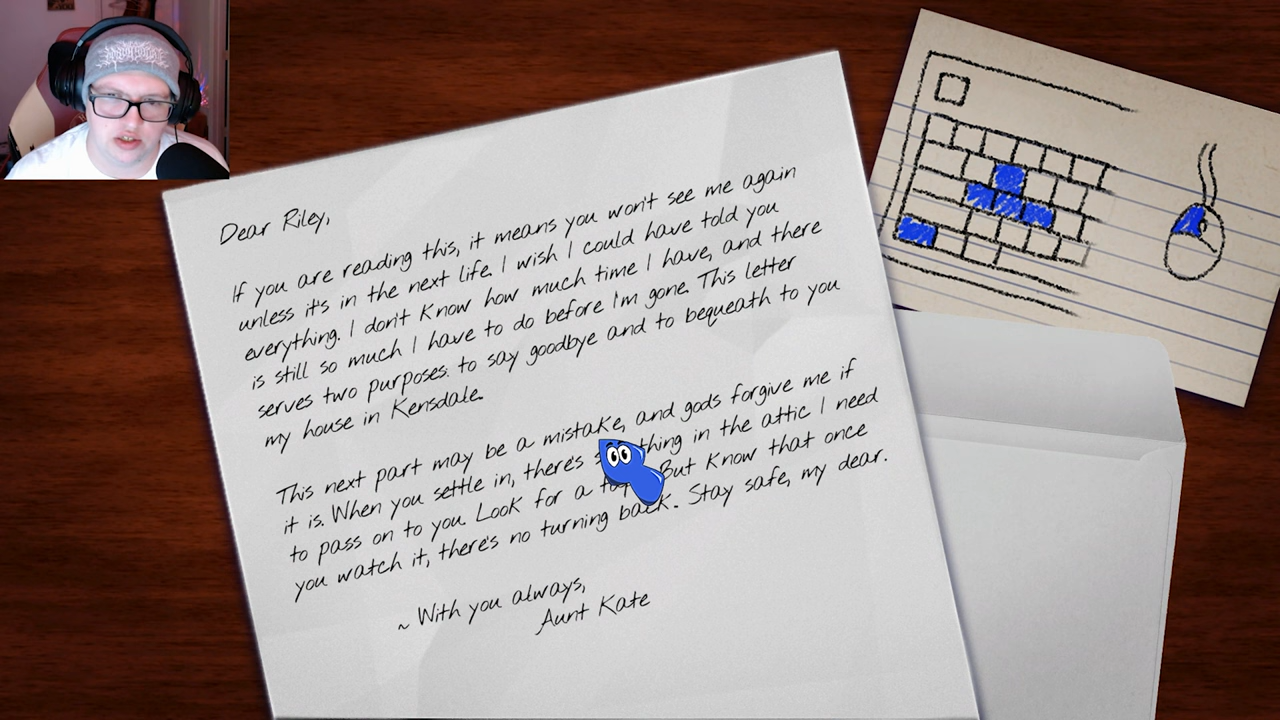 Dear Riley,
If you are reading this, it means you won't see me again
unless it's in the next life. I wish I could have told you
everything. I don't know how much time I have, and there
is still so much I have to do before I'm gone. This letter
serves two purposes: to say goodbye and to bequeath to you
my house in Kensdale.
This next part may be a mistake, and gods forgive me if
it is. When you settle in, there's something in the attic I need
to pass on to you. Look for a But know that once
you watch it, there's no turning back. Stay safe, my dear.
~ With you always,
Aunt Kate